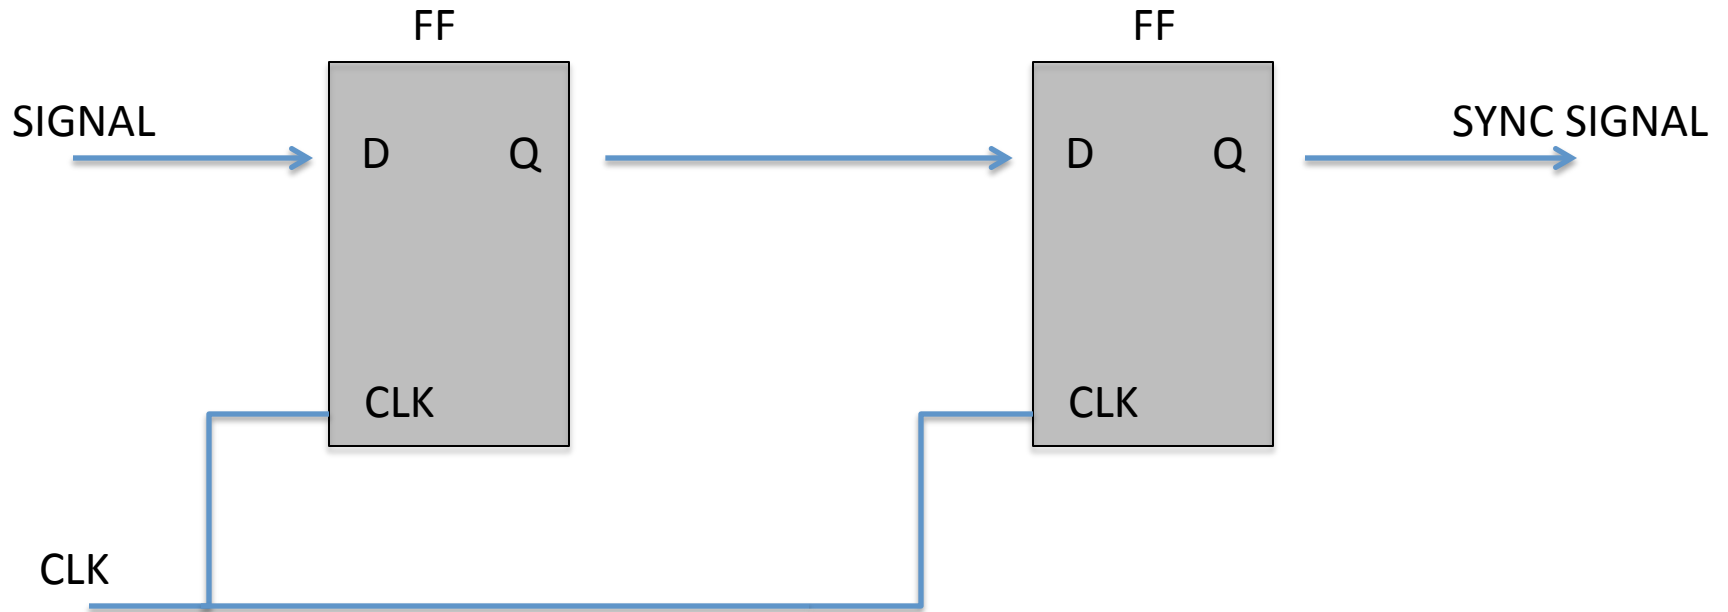 FF
FF
SIGNAL
SYNC SIGNAL
D
Q
D
Q
CLK
CLK
CLK